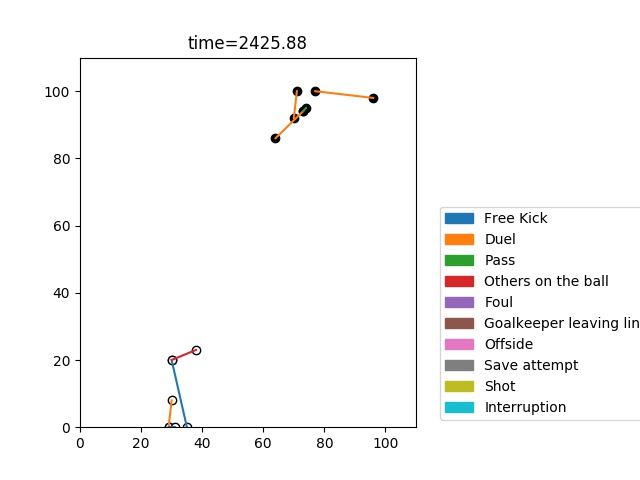 time=2425.88
100
80
60
40
20
0
0 20 40 60 80 100
Free Kick
Duel
Pass
Others on the ball
Foul
Goalkeeper leaving lin
Offside
Save attempt
Shot
Interruption